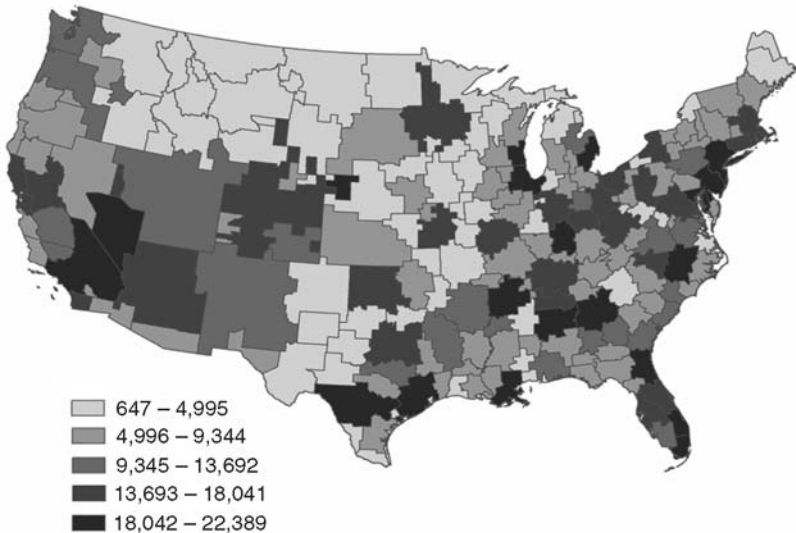 647 – 4,995
4,996 – 9,344
9,345 – 13,692
13,693 – 18,041
18,042 – 22,389